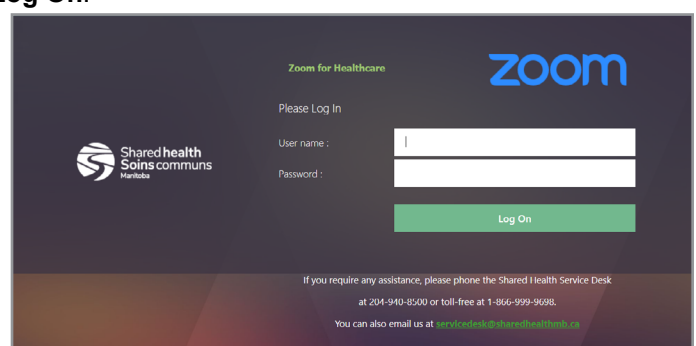 Log On.
Zoom for Healthcare
zoom
Please Log In
Shared health
Soins communs
Manitoba
User name :
Password :
Log On
If you require any assistance, please phone the Shared Health Service Desk
at 204-940-8500 or toll-free at 1-866-999-9698.
You can also email us at servicedesk@sharedhealthmb.ca